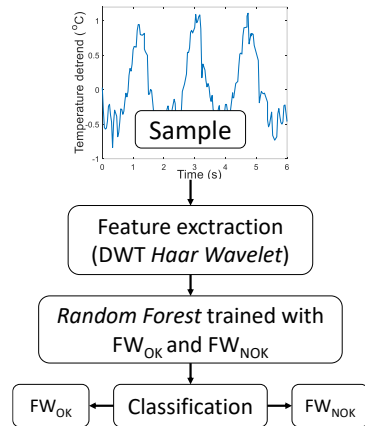 Temperature detrend (°C)
1
0.5
0
-0.5
-1
0 1 2 3 4 5 6
Time (s)
Sample
Feature exctraction
(DWT Haar Wavelet)
Random Forest trained with
FWOK and FWNOK
FWOK
Classification
FWNOK